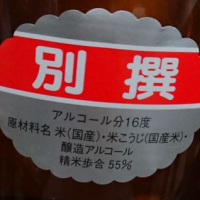 別撰
アルコール分16度
原材料名 米(国産)・米こうじ(国産米)・
醸造アルコール
精米歩合 55%